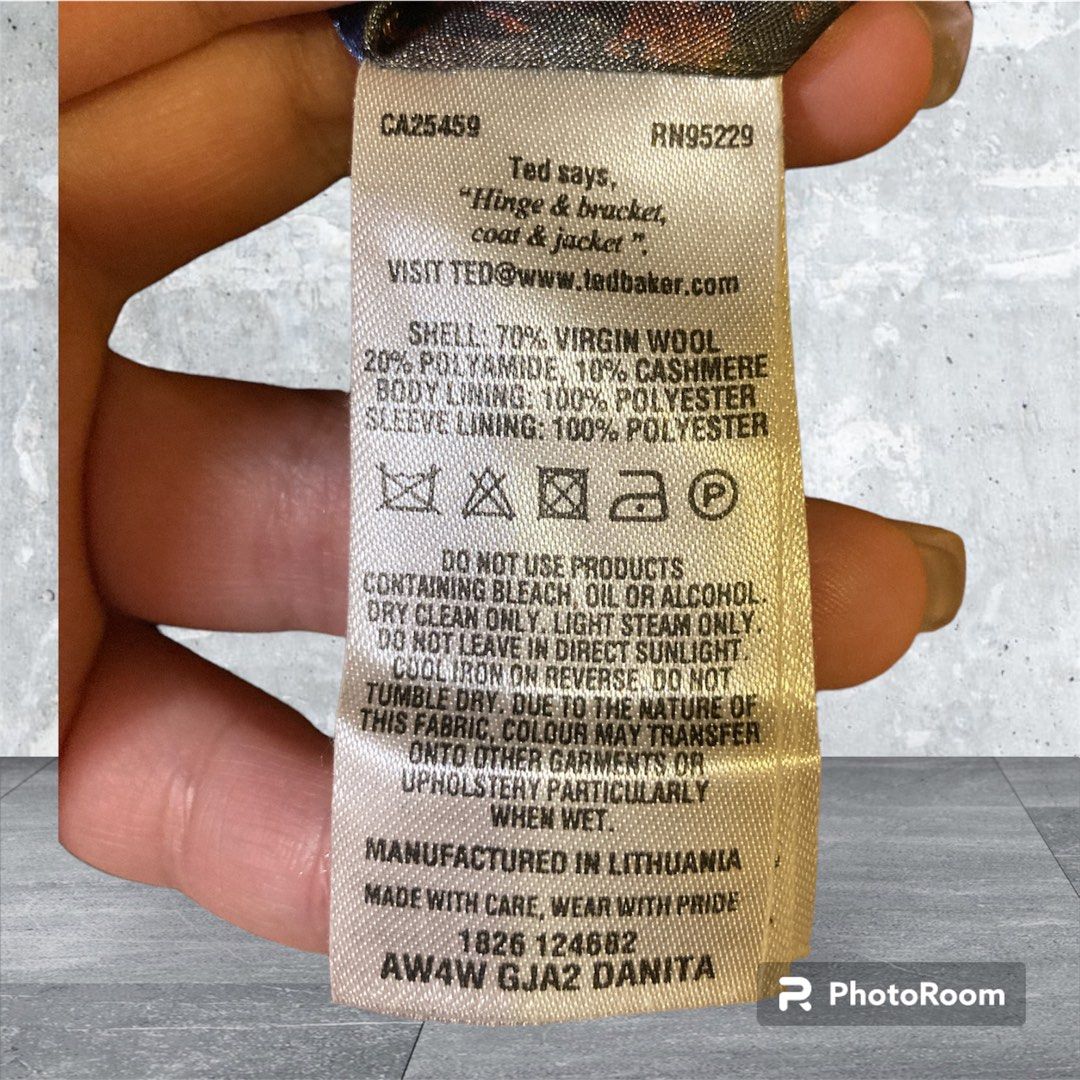 CA25459 RN95229
Ted says,
"Hinge & bracket,
coat & jacket".
VISIT TED@www.tedbaker.com
SHELL: 70% VIRGIN WOOL
20% POLYAMIDE, 10% CASHMERE
BODY LINING: 100% POLYESTER
SLEEVE LINING: 100% POLYESTER
P
DO NOT USE PRODUCTS
CONTAINING BLEACH, OIL OR ALCOHOL.
DRY CLEAN ONLY. LIGHT STEAM ONLY.
DO NOT LEAVE IN DIRECT SUNLIGHT.
COOL IRON ON REVERSE. DO NOT
TUMBLE DRY. DUE TO THE NATURE OF
THIS FABRIC, COLOUR MAY TRANSFER
ONTO OTHER GARMENTS OR
UPHOLSTERY PARTICULARLY
WHEN WET.
MANUFACTURED IN LITHUANIA
MADE WITH CARE, WEAR WITH PRIDE
1826 124682
AW4W GJA2 DANITA
PhotoRoom